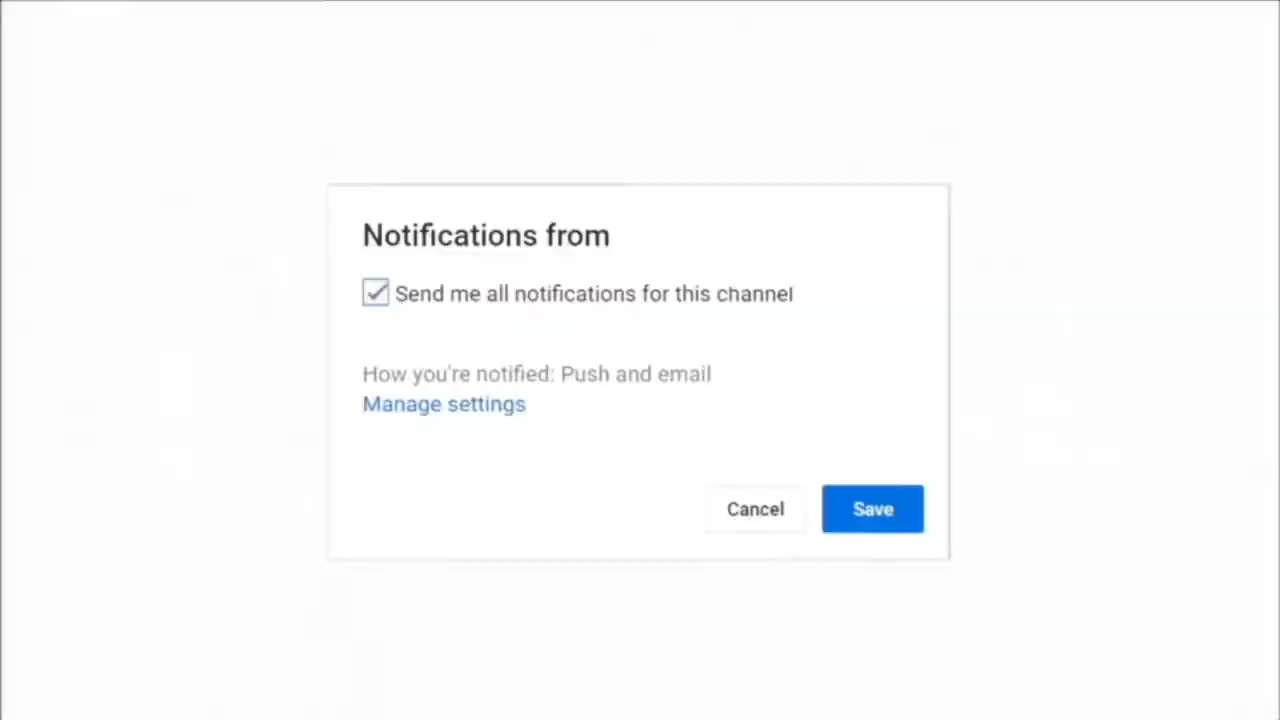 Notifications from
Send me all notifications for this channel
How you're notified: Push and email
Manage settings
Cancel
Save